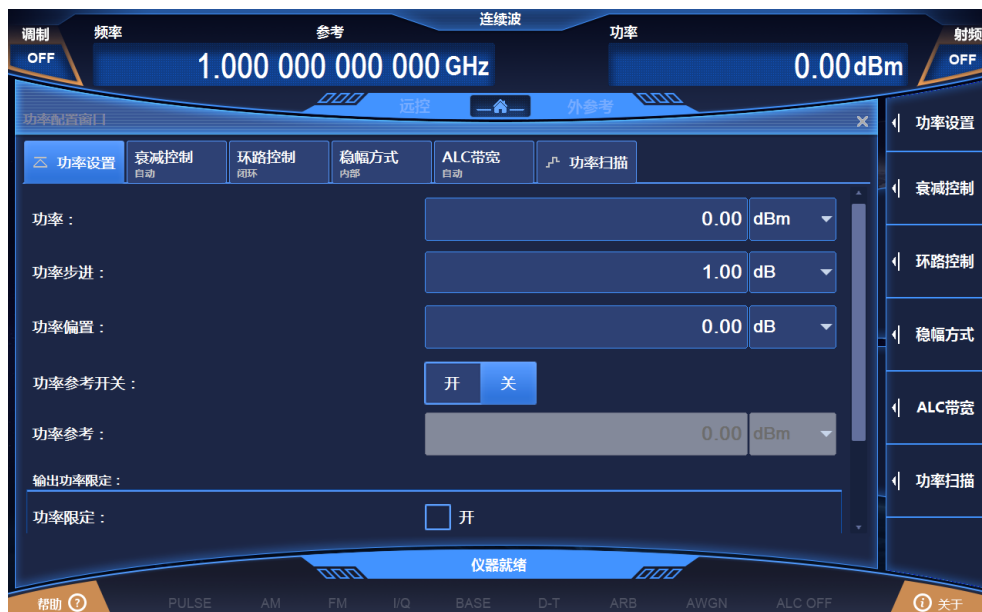 连续波
调制 频率 参考 功率 射频
OFF 1.000 000 000 000 GHz 0.00 dBm OFF
远控 外参考
功率配置窗口
功率设置 衰减控制 环路控制 稳幅方式 ALC带宽 功率扫描
自动 闭环 内部 自动
功率： 0.00 dBm
功率步进： 1.00 dB
功率偏置： 0.00 dB
功率参考开关： 开 关
功率参考： 0.00 dBm
输出功率限定：
功率限定： 开
功率设置
衰减控制
环路控制
稳幅方式
ALC带宽
功率扫描
仪器就绪
帮助 PULSE AM FM I/Q BASE D-T ARB AWGN ALC OFF 关于